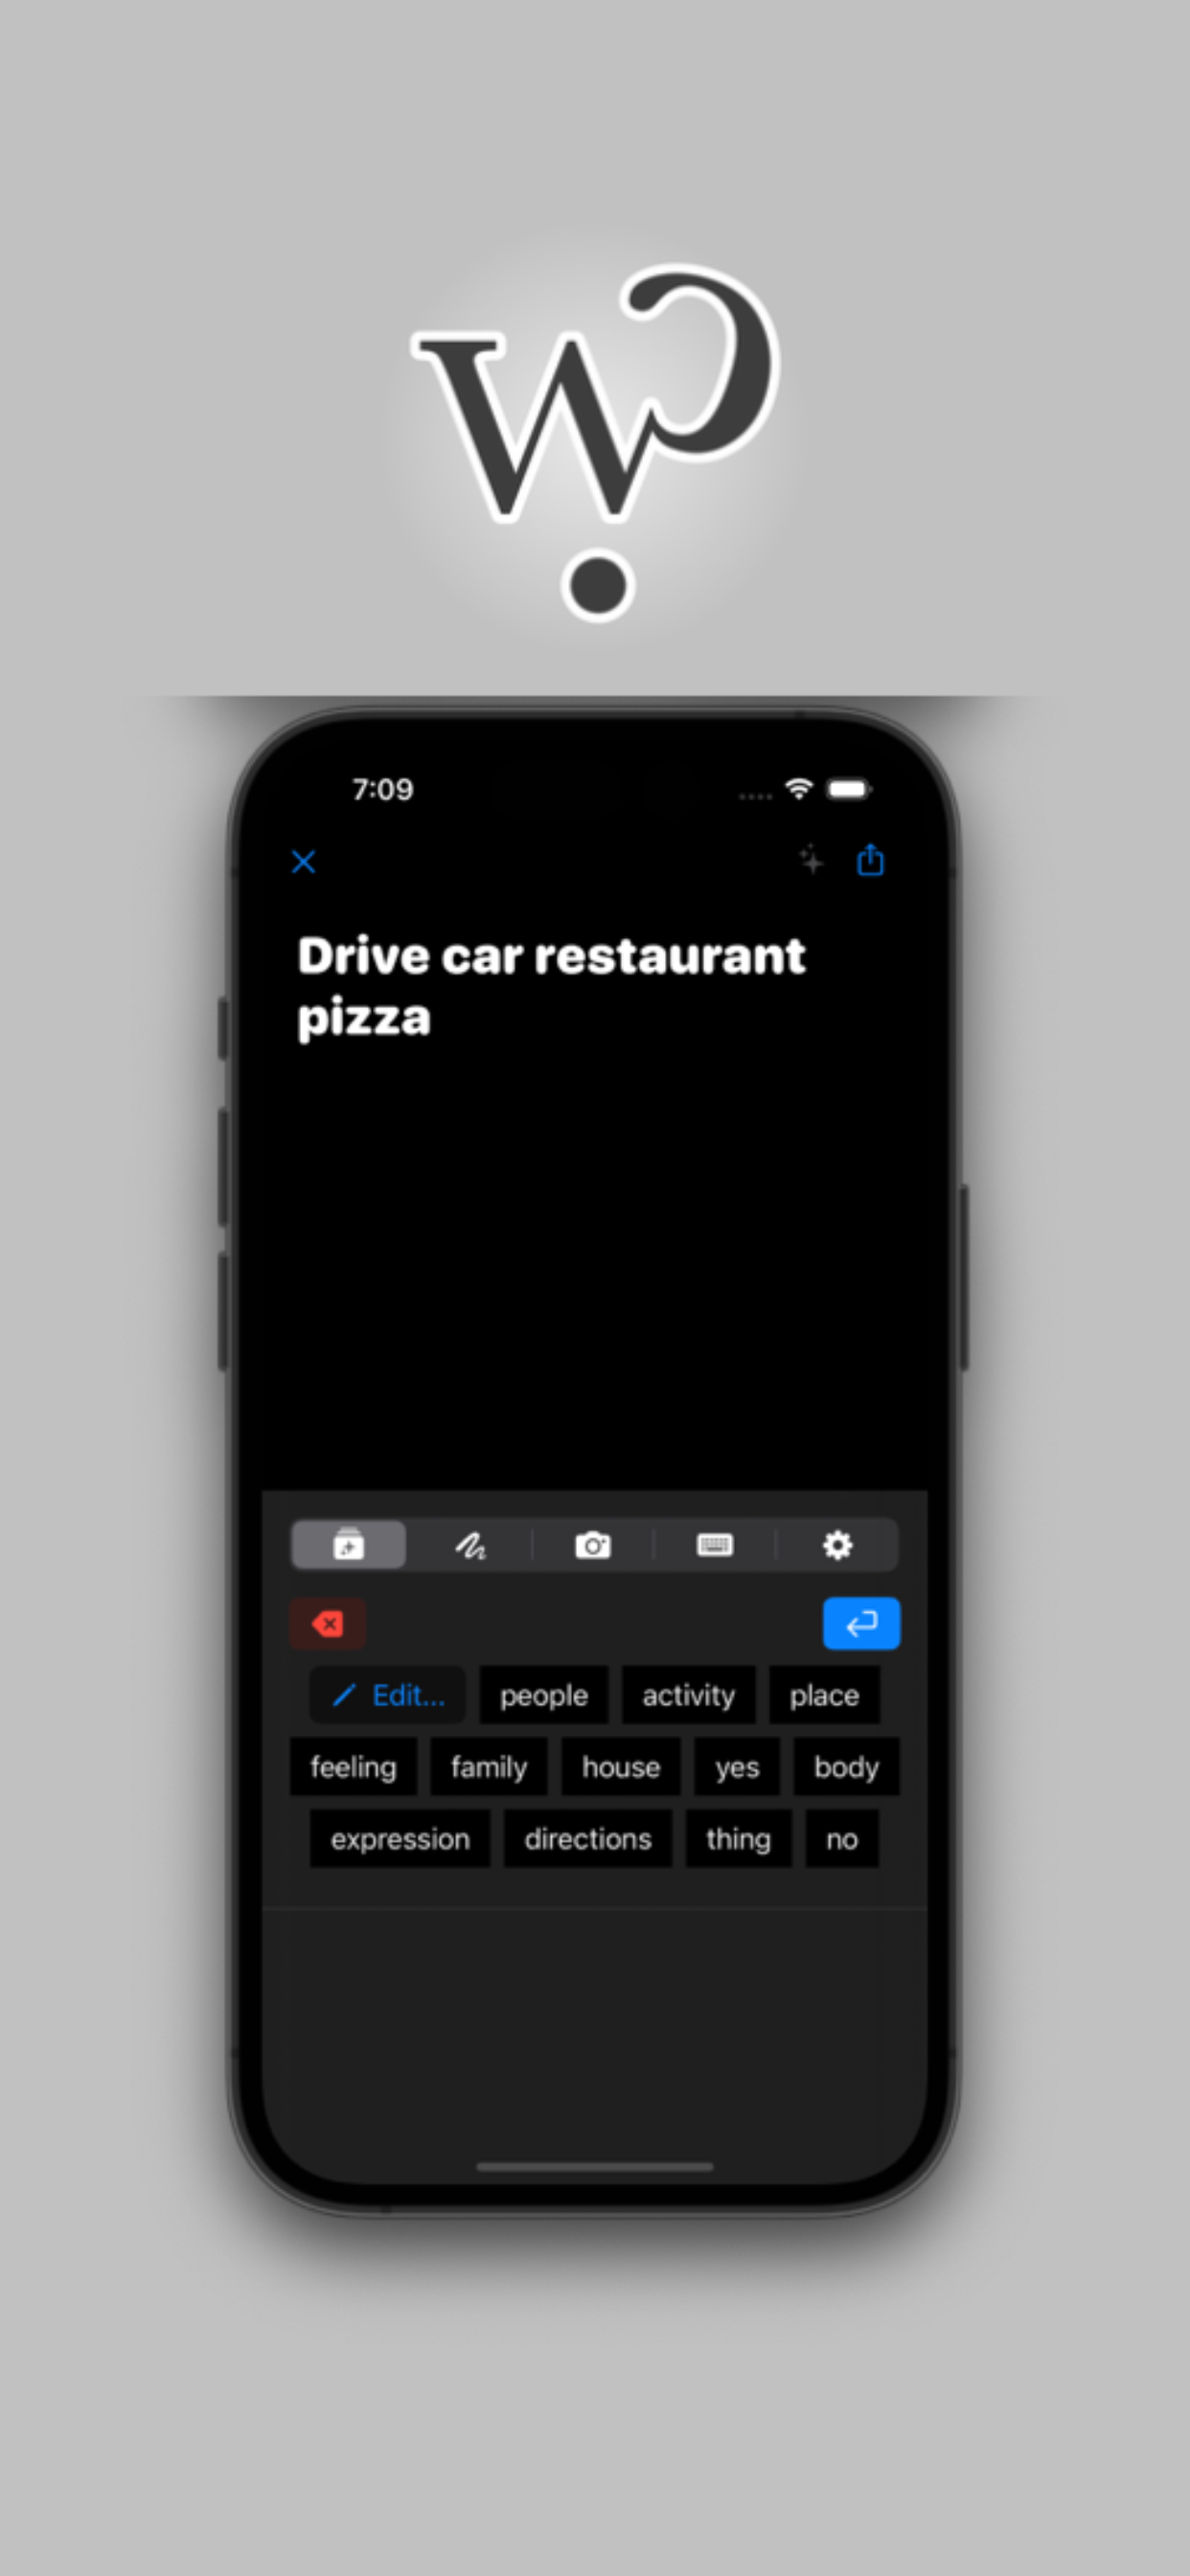 W?
7:09
Drive car restaurant
pizza
Edit...
people
activity
place
feeling
family
house
yes
body
expression
directions
thing
no